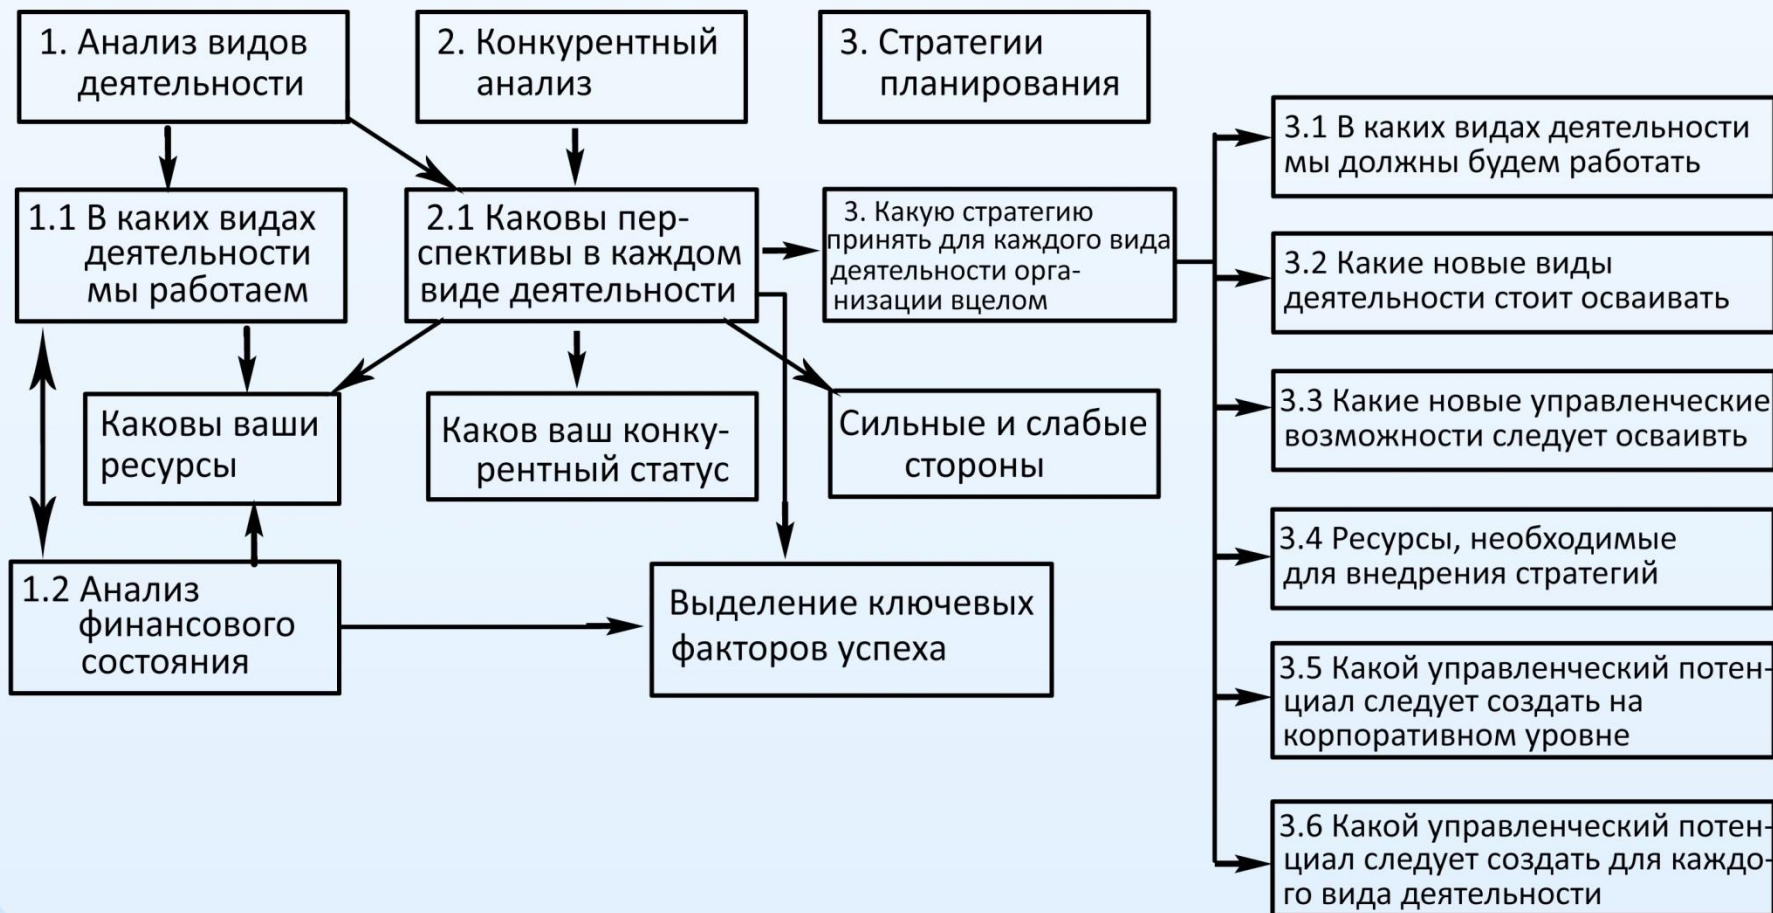 1. Анализ видов
деятельности
2. Конкурентный
анализ
3. Стратегии
планирования
1.1 В каких видах
деятельности
мы работаем
2.1 Каковы пер-
спективы в каждом
виде деятельности
3. Какую стратегию
принять для каждого вида
деятельности орга-
низации вцелом
Каковы ваши
ресурсы
Каков ваш конку-
рентный статус
Сильные и слабые
стороны
1.2 Анализ
финансового
состояния
Выделение ключевых
факторов успеха
3.1 В каких видах деятельности
мы должны будем работать
3.2 Какие новые виды
деятельности стоит осваивать
3.3 Какие новые управленческие
возможности следует осваивть
3.4 Ресурсы, необходимые
для внедрения стратегий
3.5 Какой управленческий потен-
циал следует создать на
корпоративном уровне
3.6 Какой управленческий потен-
циал следует создать для каждо-
го вида деятельности